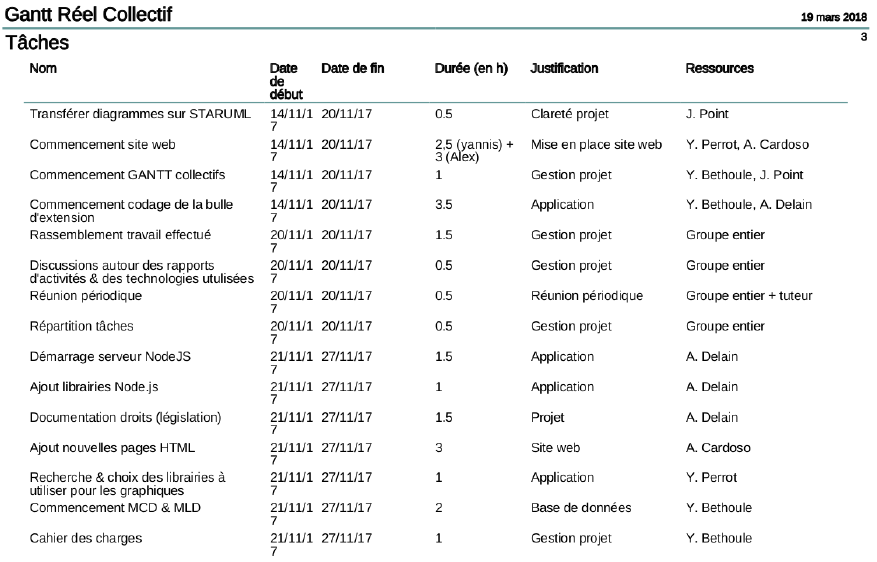 Gantt Réel Collectif
19 mars 2018
Tâches
3
Nom Date de début Date de fin Durée (en h) Justification Ressources
Transférer diagrammes sur STARUML 14/11/17 20/11/17 0.5 Clareté projet J. Point
Commencement site web 14/11/17 20/11/17 2.5 (yannis) + 3 (Alex) Mise en place site web Y. Perrot, A. Cardoso
Commencement GANTT collectifs 14/11/17 20/11/17 1 Gestion projet Y. Bethoule, J. Point
Commencement codage de la bulle d'extension 14/11/17 20/11/17 3.5 Application Y. Bethoule, A. Delain
Rassemblement travail effectué 20/11/17 20/11/17 1.5 Gestion projet Groupe entier
Discussions autour des rapports d'activités & des technologies utulisées 20/11/17 20/11/17 0.5 Gestion projet Groupe entier
Réunion périodique 20/11/17 20/11/17 0.5 Réunion périodique Groupe entier + tuteur
Répartition tâches 20/11/17 20/11/17 0.5 Gestion projet Groupe entier
Démarrage serveur NodeJS 21/11/17 27/11/17 1.5 Application A. Delain
Ajout librairies Node.js 21/11/17 27/11/17 1 Application A. Delain
Documentation droits (législation) 21/11/17 27/11/17 1.5 Projet A. Delain
Ajout nouvelles pages HTML 21/11/17 27/11/17 3 Site web A. Cardoso
Recherche & choix des librairies à utiliser pour les graphiques 21/11/17 27/11/17 1 Application Y. Perrot
Commencement MCD & MLD 21/11/17 27/11/17 2 Base de données Y. Bethoule
Cahier des charges 21/11/17 27/11/17 1 Gestion projet Y. Bethoule